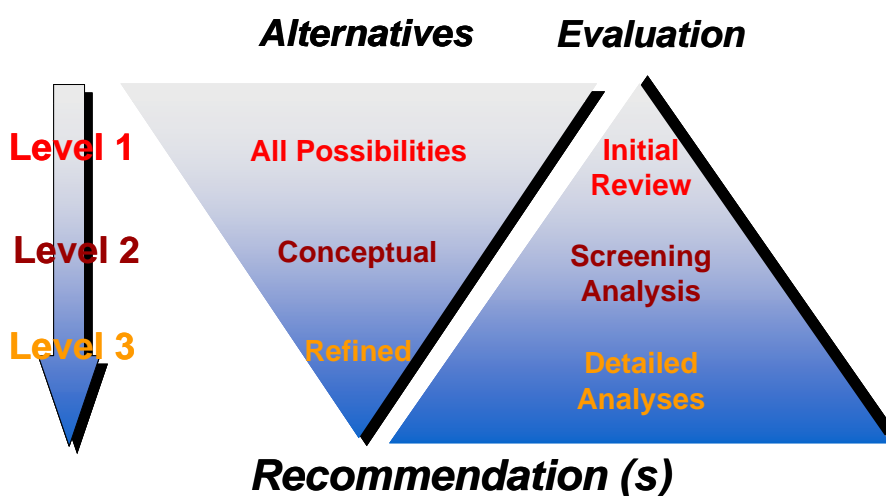 Alternatives
Evaluation
Level 1
All Possibilities
Initial
Review
Level 2
Conceptual
Screening
Analysis
Level 3
Refined
Detailed
Analyses
Recommendation (s)